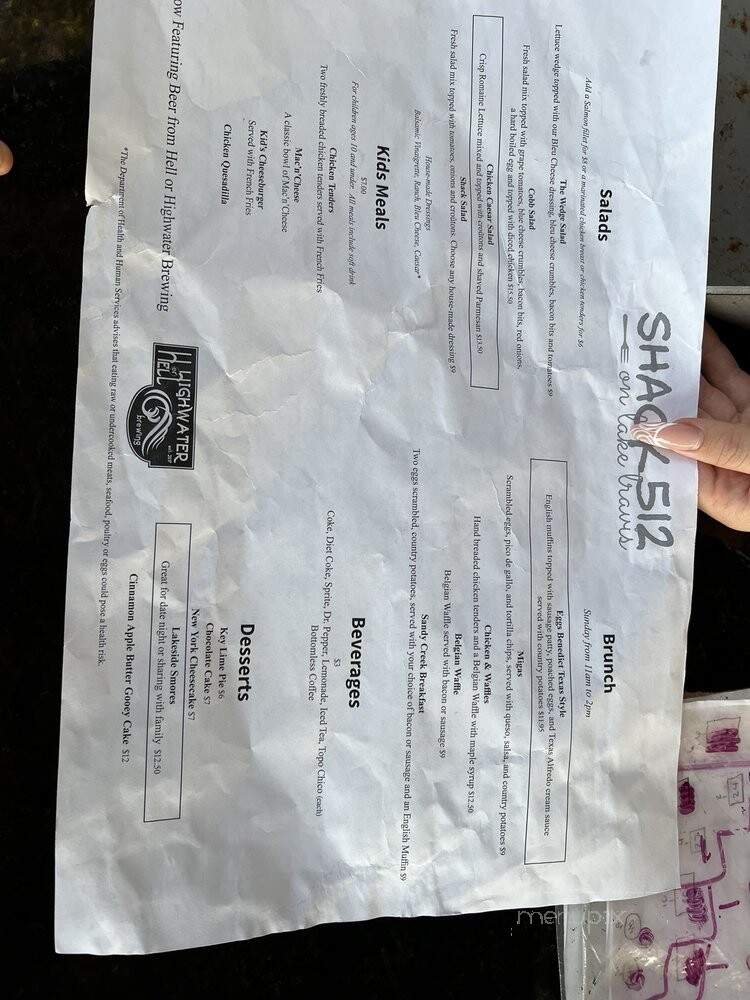 SHACK 512
on lake travis
Salads
Add a Salmon fillet for $8 or a marinated chicken breast or chicken tenders for $6
The Wedge Salad
Lettuce wedge topped with our Bleu Cheese dressing, bleu cheese crumbles, bacon bits and tomatoes $9
Cobb Salad
Fresh salad mix topped with grape tomatoes, blue cheese crumbles, bacon bits, red onions,
a hard boiled egg and topped with diced chicken $15.50
Chicken Caesar Salad
Crisp Romaine Lettuce mixed and topped with croûtons and shaved Parmesan $13.50
Shack Salad
Fresh salad mix topped with tomatoes, onions and croûtons. Choose any house-made dressing $9
House-made Dressings
Balsamic Vinaigrette, Ranch, Bleu Cheese, Caesar*
Kids Meals
$7.00
For children ages 10 and under. All meals include soft drink
Chicken Tenders
Two freshly breaded chicken tenders served with French Fries
Mac'n'Cheese
A classic bowl of Mac'n'Cheese
Kid's Cheeseburger
Served with French Fries
Chicken Quesadilla
Brunch
Sunday from 11am to 2pm
Eggs Benedict Texas Style
English muffins topped with sausage patty, poached eggs, and Texas Alfredo cream sauce
served with country potatoes $11.95
Migas
Scrambled eggs, pico de gallo, and tortilla chips, served with queso, salsa, and country potatoes $9
Chicken & Waffles
Hand breaded chicken tenders and a Belgian Waffle with maple syrup $12.50
Belgian Waffle
Belgian Waffle served with bacon or sausage $9
Sandy Creek Breakfast
Two eggs scrambled, country potatoes, served with your choice of bacon or sausage and an English Muffin $9
Beverages
$3
Coke, Diet Coke, Sprite, Dr. Pepper, Lemonade, Iced Tea, Topo Chico (each)
Bottomless Coffee
Desserts
Key Lime Pie $6
Chocolate Cake $7
New York Cheesecake $7
Lakeside Smores
Great for date night or sharing with family $12.50
Cinnamon Apple Butter Gooey Cake $12
ow Featuring Beer from Hell or Highwater Brewing
HELL or HIGHWATER
brewing
*The Department of Health and Human Services advises that eating raw or undercooked meats, seafood, poultry or eggs could pose a health risk.
menupix